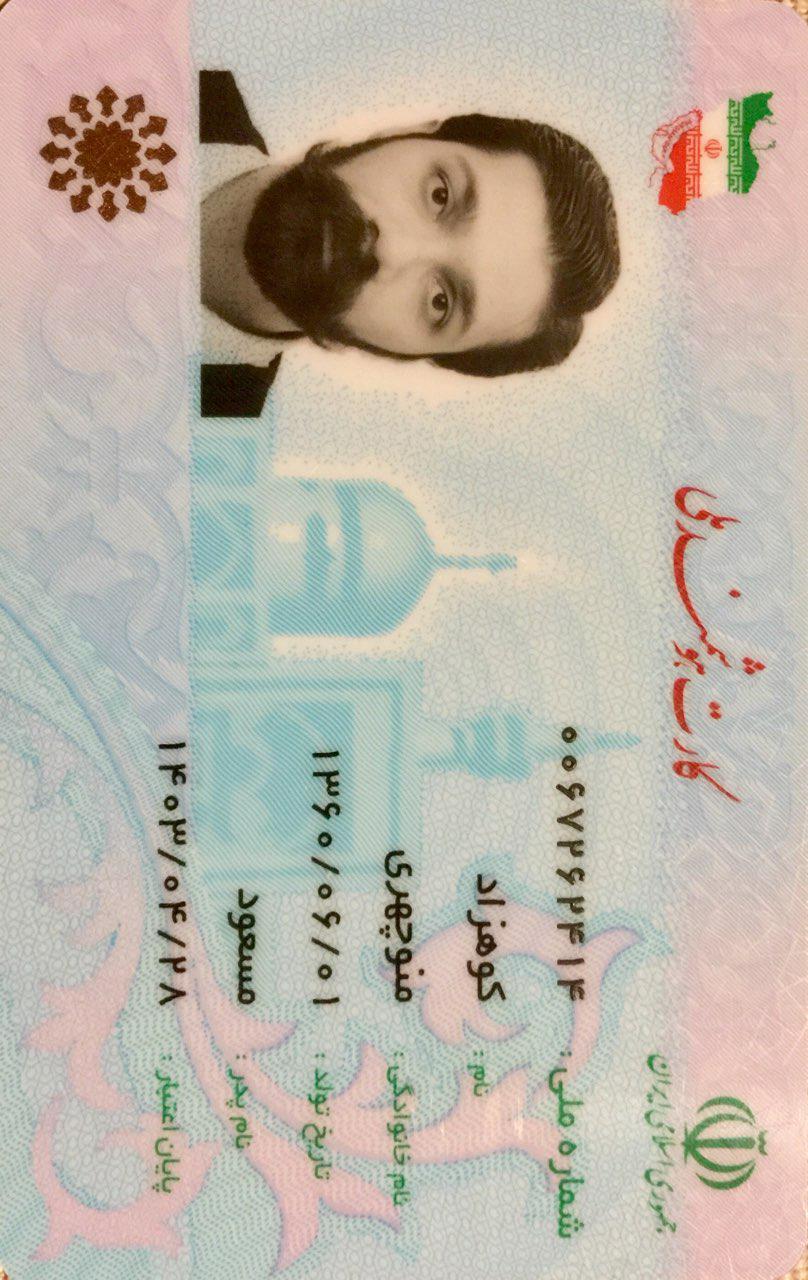 جمهوری اسلامی ایران
کارت هوشمند ملی
شماره ملی: ۰۰۶۷۲۶۲۴۱۴
نام: کوهزاد
نام خانوادگی: منوچهری
تاریخ تولد: ۱۳۶۰/۰۶/۰۱
نام پدر: مسعود
پایان اعتبار: ۱۴۰۳/۰۴/۲۸